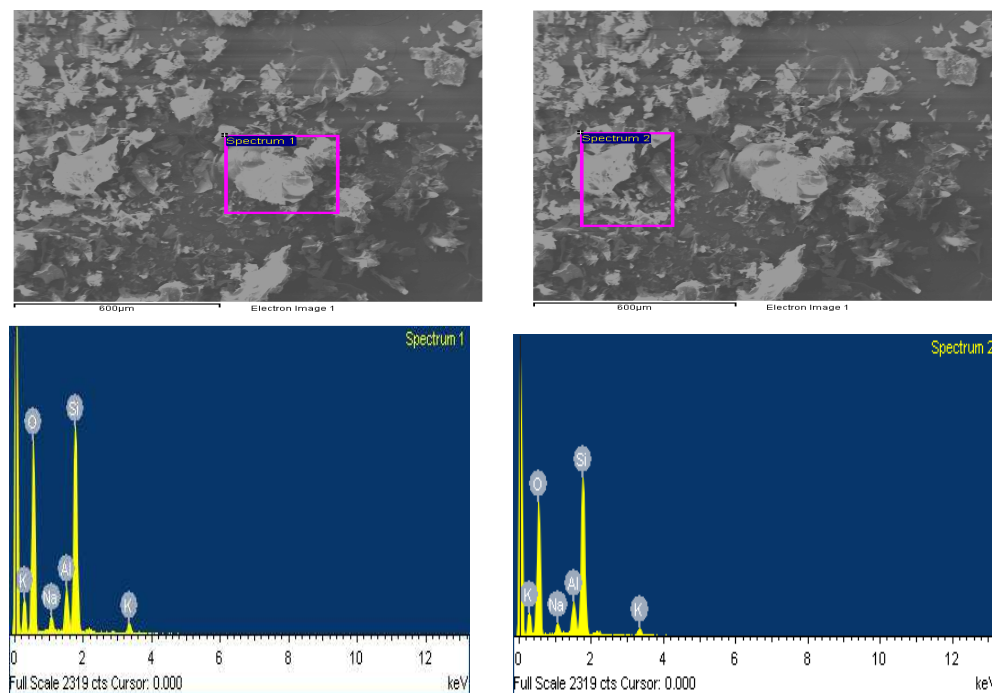 Spectrum 1
600µm
Electron Image 1
Spectrum 2
600µm
Electron Image 1
Spectrum 1
Si
O
K
Na
Al
K
0 2 4 6 8 10 12
Full Scale 2319 cts Cursor: 0.000 keV
Spectrum 2
Si
O
K
Na
Al
K
0 2 4 6 8 10 12
Full Scale 2319 cts Cursor: 0.000 keV